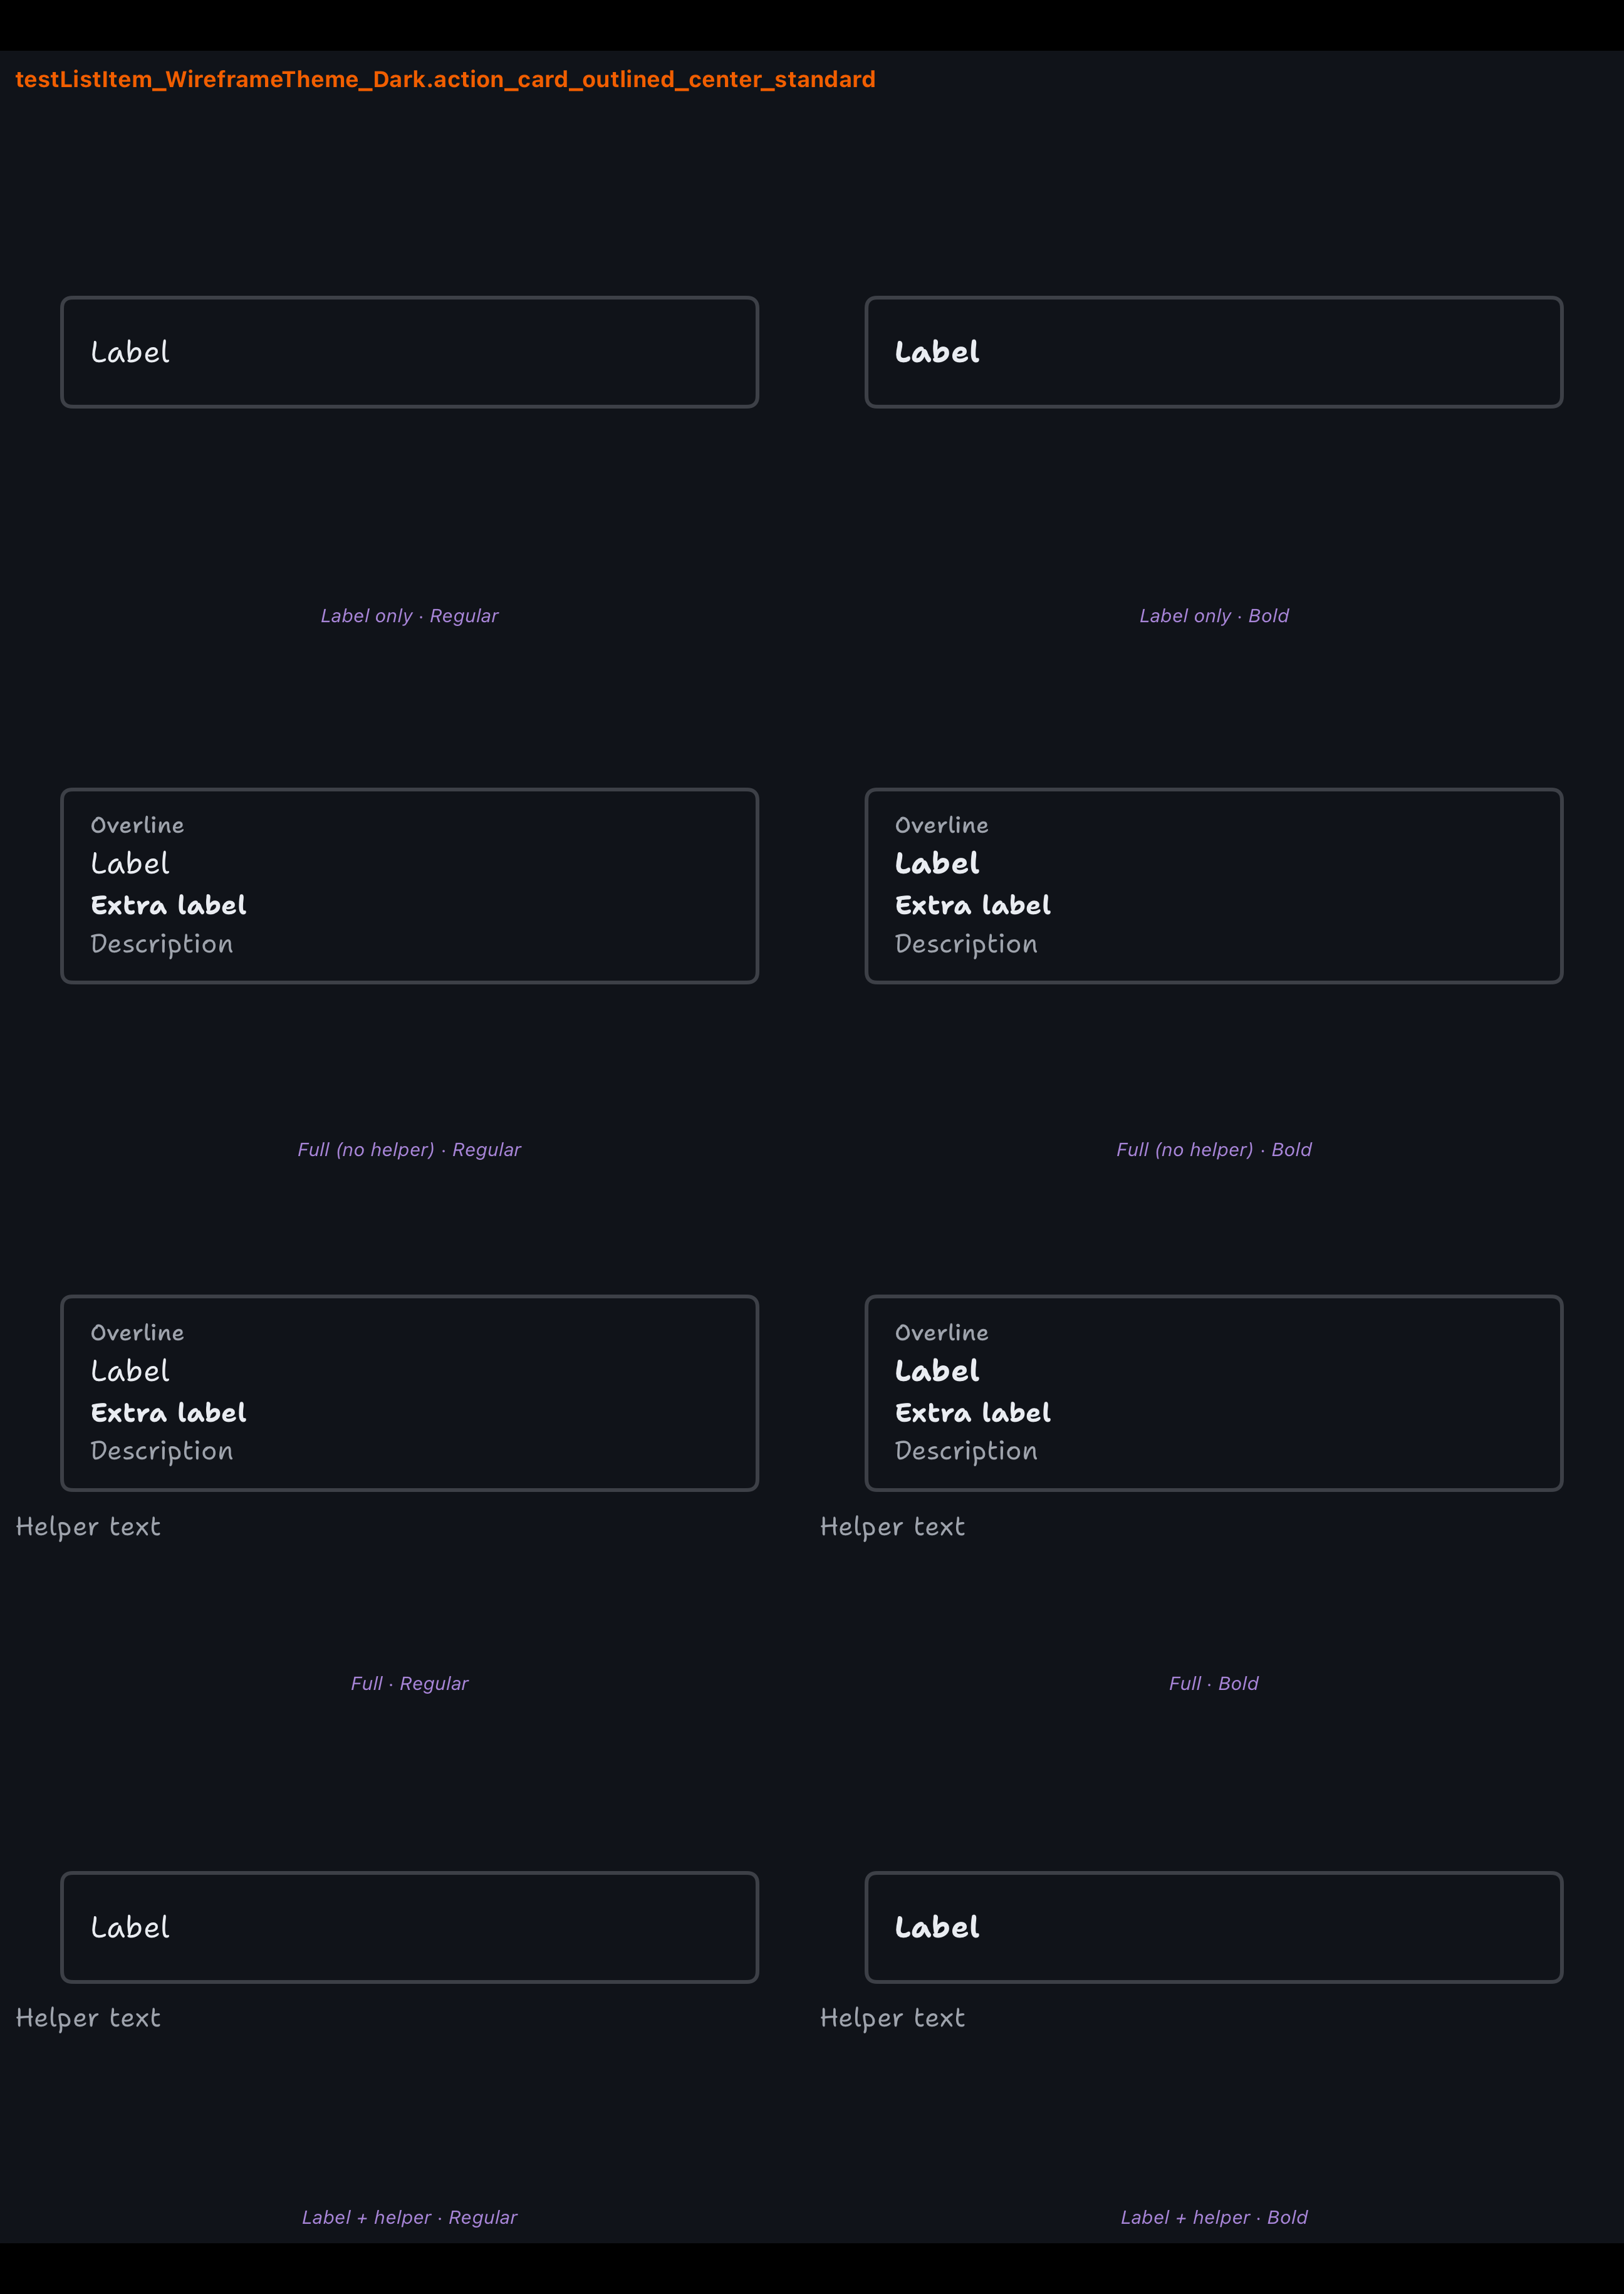 testListItem_WireframeTheme_Dark.action_card_outlined_center_standard
Label
Label
Label only · Regular
Label only · Bold
Overline
Label
Extra label
Description
Overline
Label
Extra label
Description
Full (no helper) · Regular
Full (no helper) · Bold
Overline
Label
Extra label
Description
Helper text
Overline
Label
Extra label
Description
Helper text
Full · Regular
Full · Bold
Label
Helper text
Label
Helper text
Label + helper · Regular
Label + helper · Bold